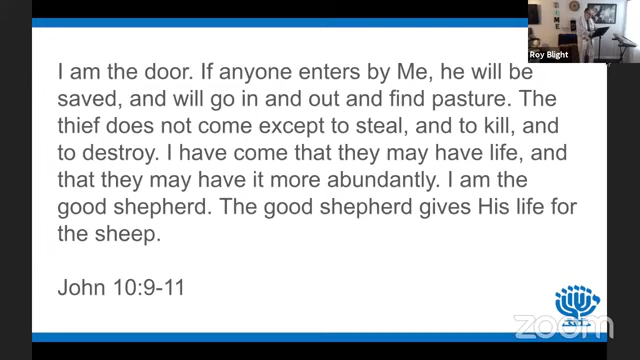 Roy Blight
I am the door. If anyone enters by Me, he will be
saved, and will go in and out and find pasture. The
thief does not come except to steal, and to kill, and
to destroy. I have come that they may have life, and
that they may have it more abundantly. I am the
good shepherd. The good shepherd gives His life for
the sheep.
John 10:9-11
zoom